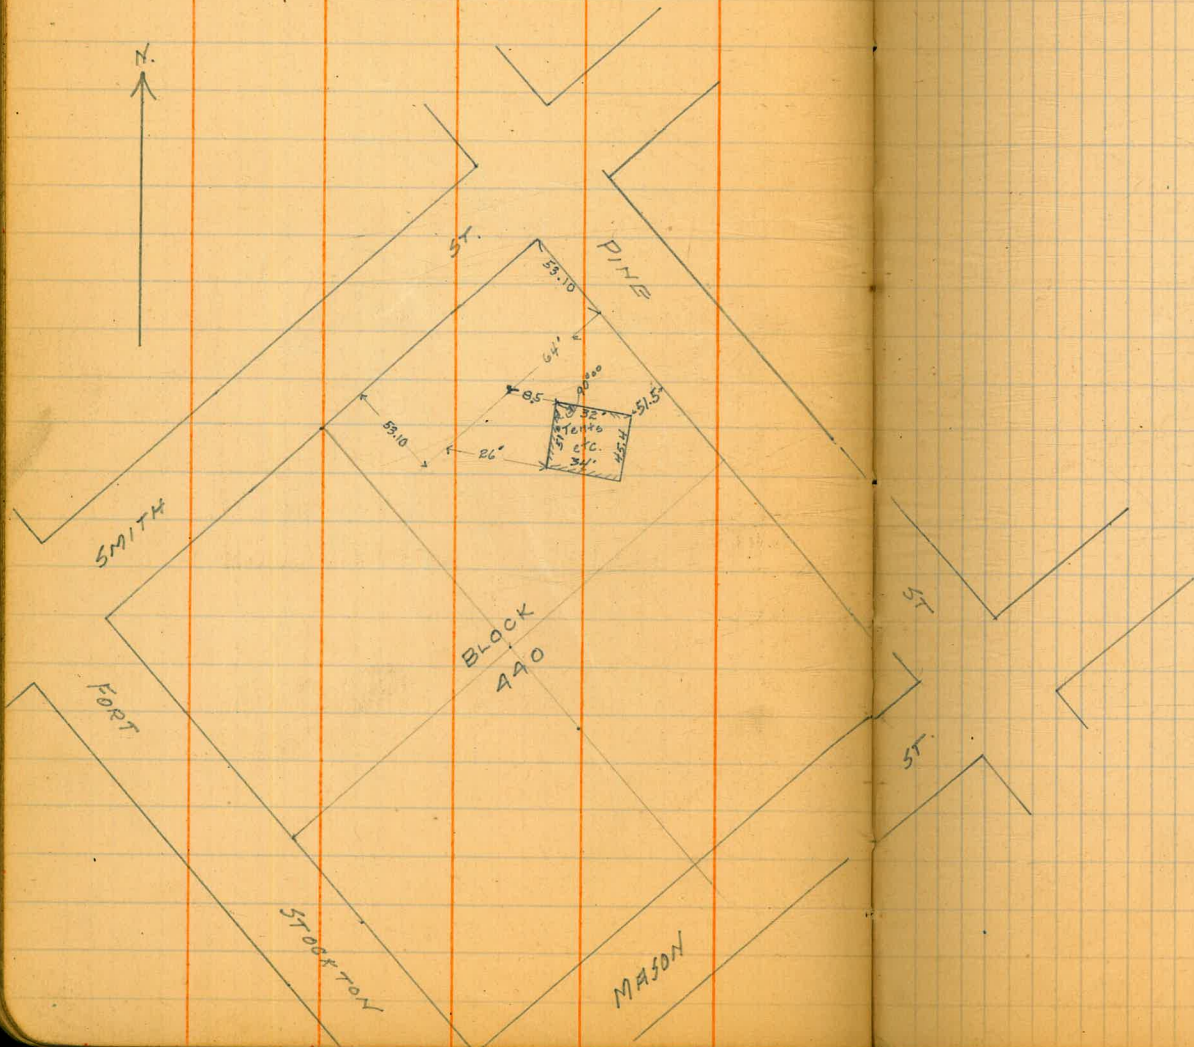 N.
ST.
PINE
53.10
64'
90°00
8.5
32'
51.5'
53.10
26'
Tents
etc.
45.4
34'
SMITH
BLOCK
440
ST
FORT
ST.
STOCKTON
MASON